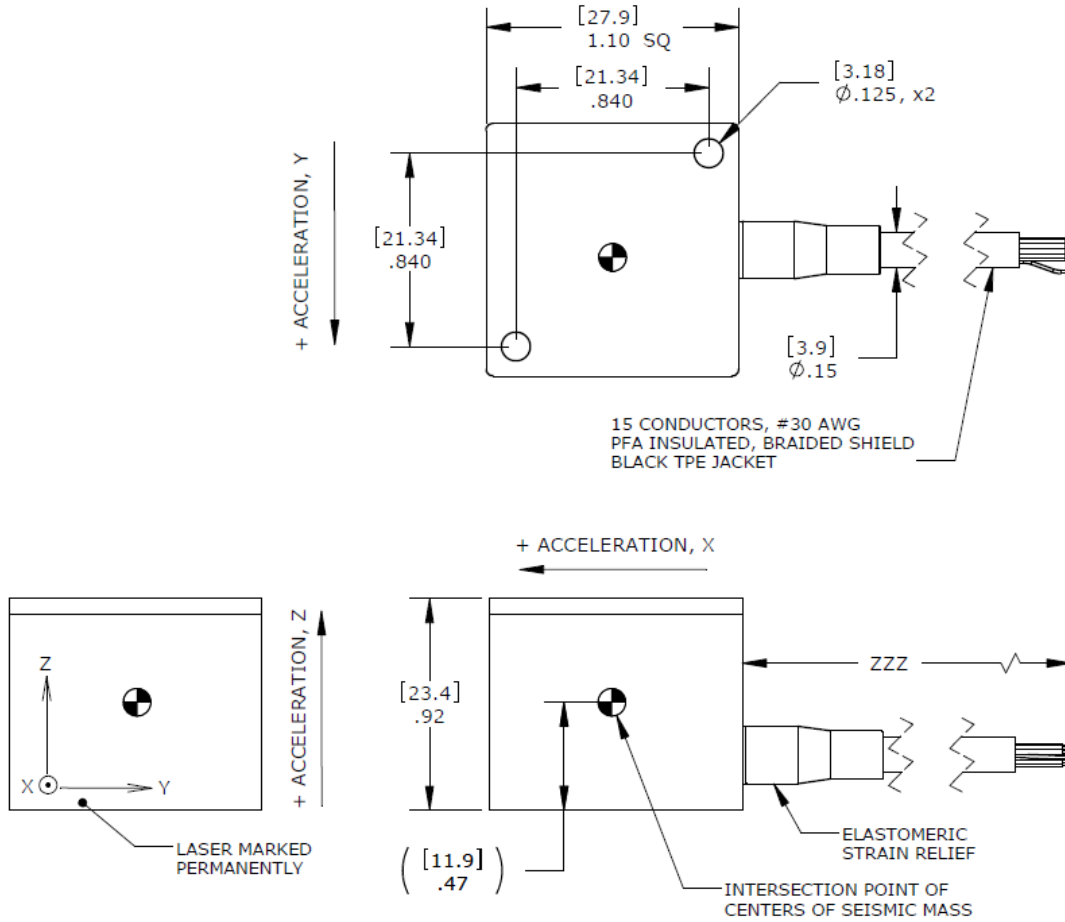 [27.9]
1.10 SQ
[21.34]
.840
[3.18]
Ø.125, x2
+ ACCELERATION, Y
[21.34]
.840
[3.9]
Ø.15
15 CONDUCTORS, #30 AWG
PFA INSULATED, BRAIDED SHIELD
BLACK TPE JACKET
+ ACCELERATION, X
Z
X
Y
+ ACCELERATION, Z
[23.4]
.92
ZZZ
LASER MARKED
PERMANENTLY
([11.9]
.47)
ELASTOMERIC
STRAIN RELIEF
INTERSECTION POINT OF
CENTERS OF SEISMIC MASS